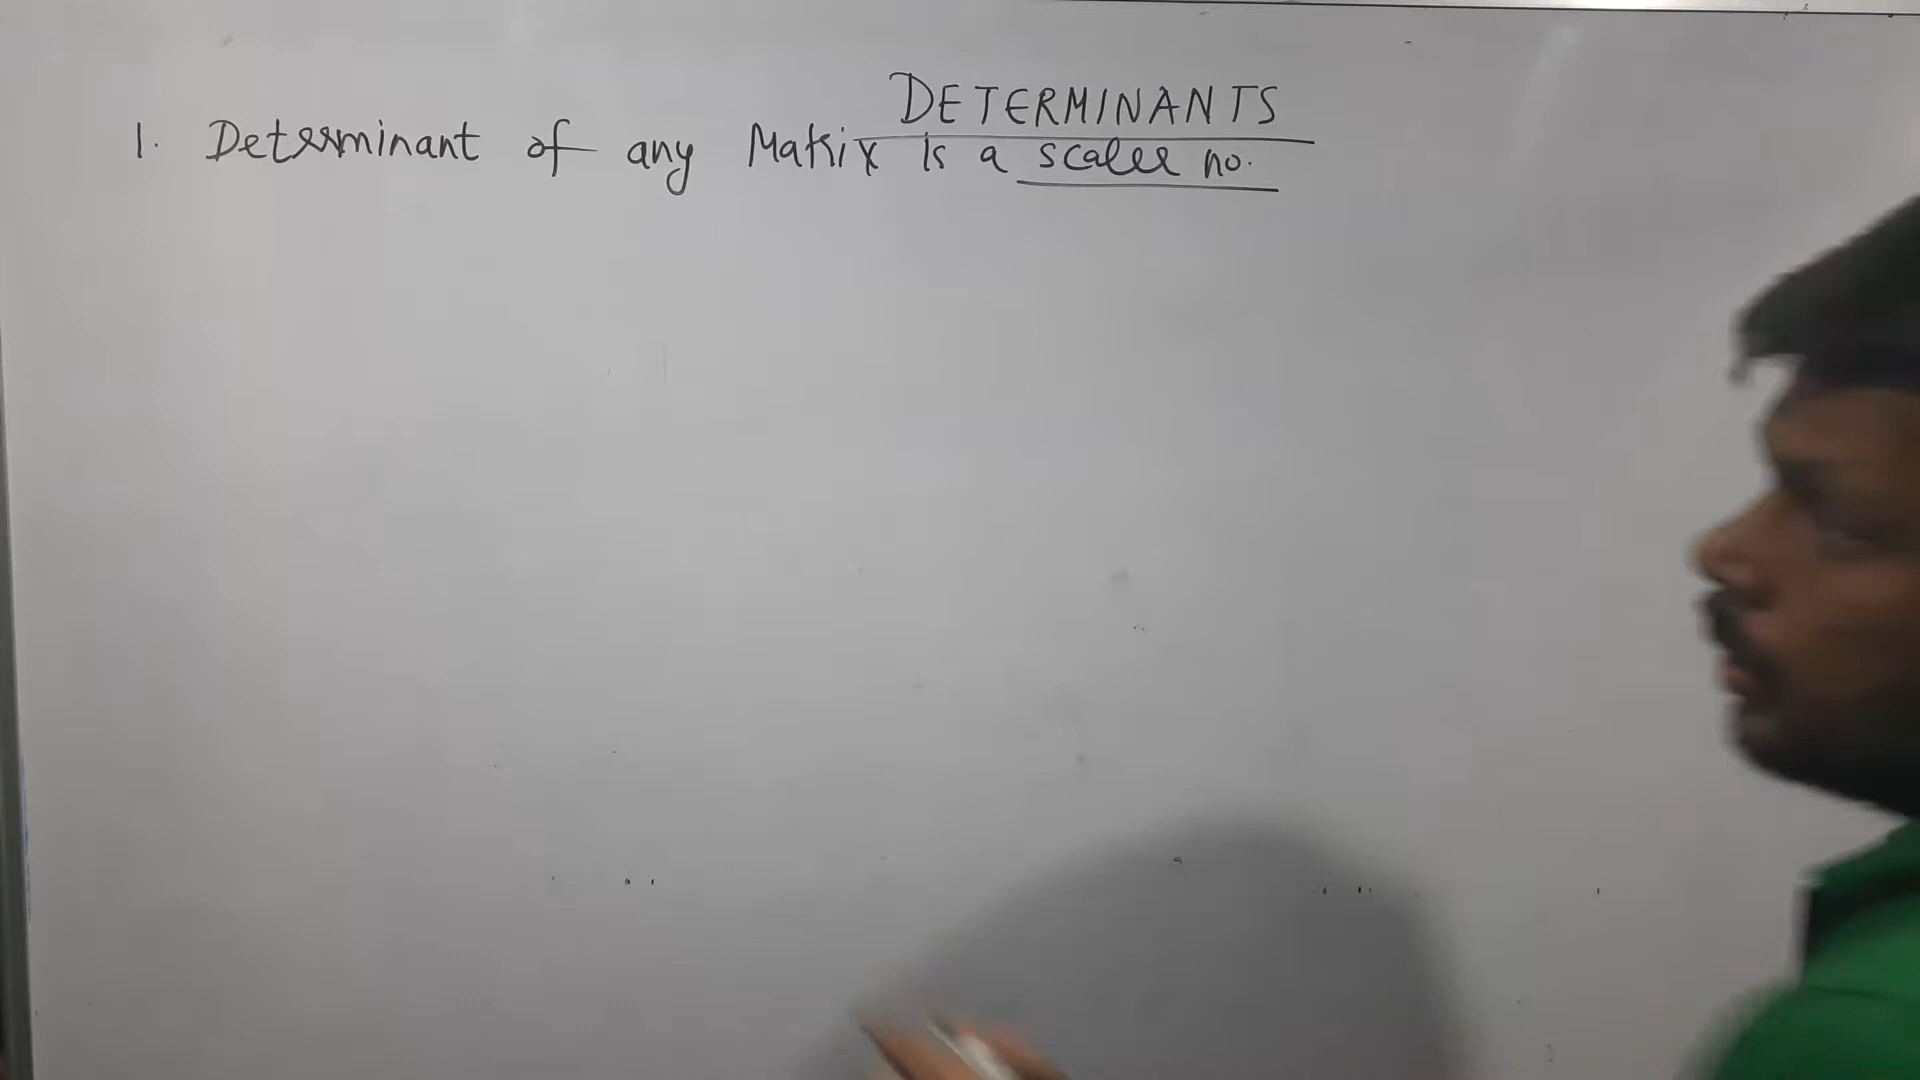 DETERMINANTS
1. Determinant of any Matrix is a scaler no.